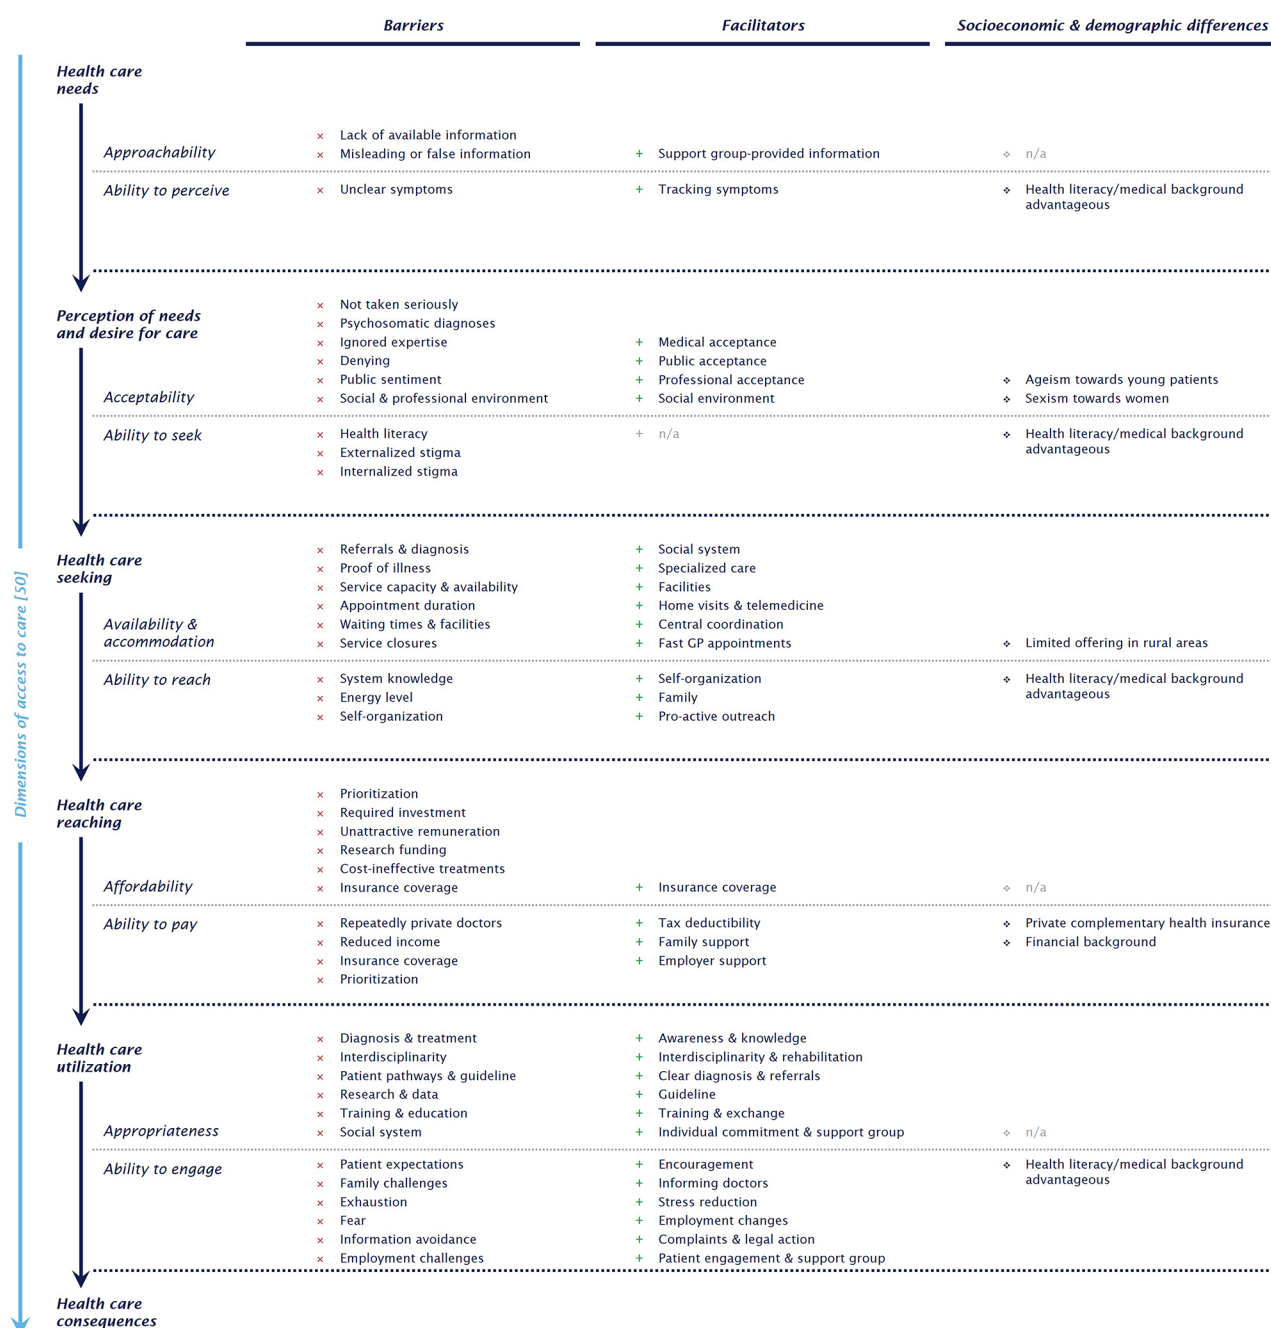 Barriers
Facilitators
Socioeconomic & demographic differences
Dimensions of access to care [50]
Health care
needs
Approachability
× Lack of available information
× Misleading or false information
+ Support group-provided information
n/a
Ability to perceive
× Unclear symptoms
+ Tracking symptoms
Health literacy/medical background
advantageous
Perception of needs
and desire for care
Acceptability
× Not taken seriously
× Psychosomatic diagnoses
× Ignored expertise
× Denying
× Public sentiment
× Social & professional environment
+ Medical acceptance
+ Public acceptance
+ Professional acceptance
+ Social environment
Ageism towards young patients
Sexism towards women
Ability to seek
× Health literacy
× Externalized stigma
× Internalized stigma
+ n/a
Health literacy/medical background
advantageous
Health care
seeking
Availability &
accommodation
× Referrals & diagnosis
× Proof of illness
× Service capacity & availability
× Appointment duration
× Waiting times & facilities
× Service closures
+ Social system
+ Specialized care
+ Facilities
+ Home visits & telemedicine
+ Central coordination
+ Fast GP appointments
Limited offering in rural areas
Ability to reach
× System knowledge
× Energy level
× Self-organization
+ Self-organization
+ Family
+ Pro-active outreach
Health literacy/medical background
advantageous
Health care
reaching
Affordability
× Prioritization
× Required investment
× Unattractive remuneration
× Research funding
× Cost-ineffective treatments
× Insurance coverage
+ Insurance coverage
n/a
Ability to pay
× Repeatedly private doctors
× Reduced income
× Insurance coverage
× Prioritization
+ Tax deductibility
+ Family support
+ Employer support
Private complementary health insurance
Financial background
Health care
utilization
Appropriateness
× Diagnosis & treatment
× Interdisciplinarity
× Patient pathways & guideline
× Research & data
× Training & education
× Social system
+ Awareness & knowledge
+ Interdisciplinarity & rehabilitation
+ Clear diagnosis & referrals
+ Guideline
+ Training & exchange
+ Individual commitment & support group
n/a
Ability to engage
× Patient expectations
× Family challenges
× Exhaustion
× Fear
× Information avoidance
× Employment challenges
+ Encouragement
+ Informing doctors
+ Stress reduction
+ Employment changes
+ Complaints & legal action
+ Patient engagement & support group
Health literacy/medical background
advantageous
Health care
consequences